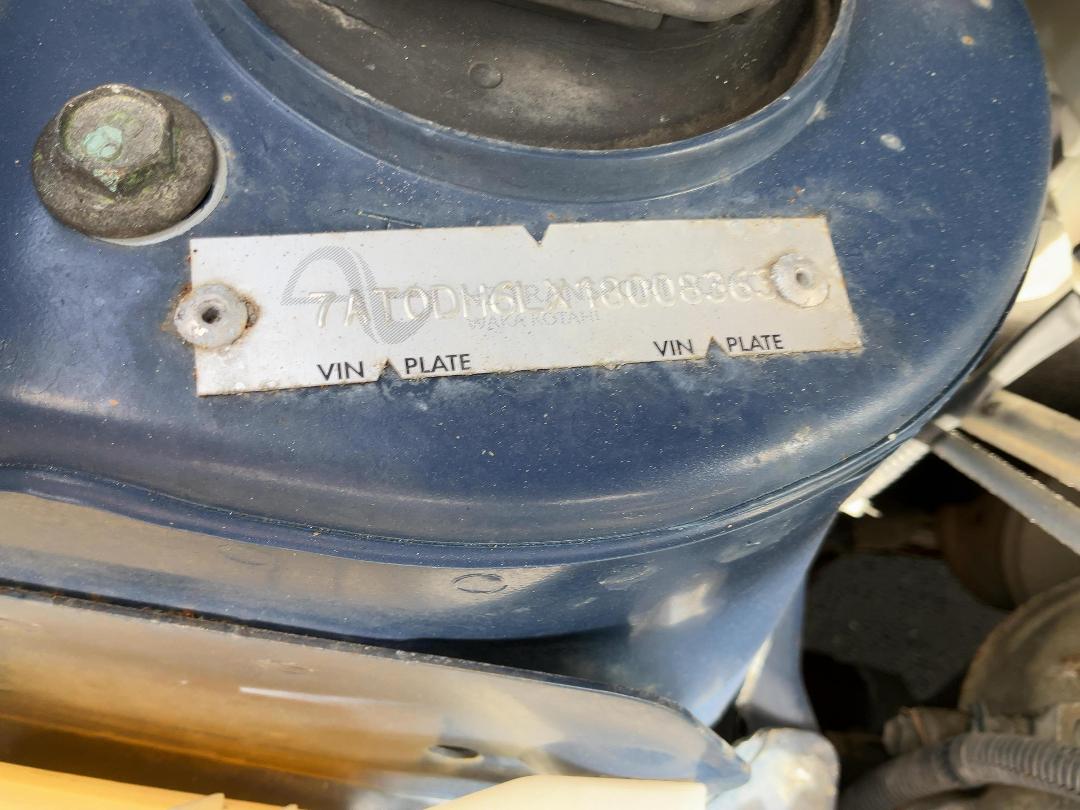 7AT0DH6LX18008363
WAKA KOTAHI
VIN PLATE VIN PLATE